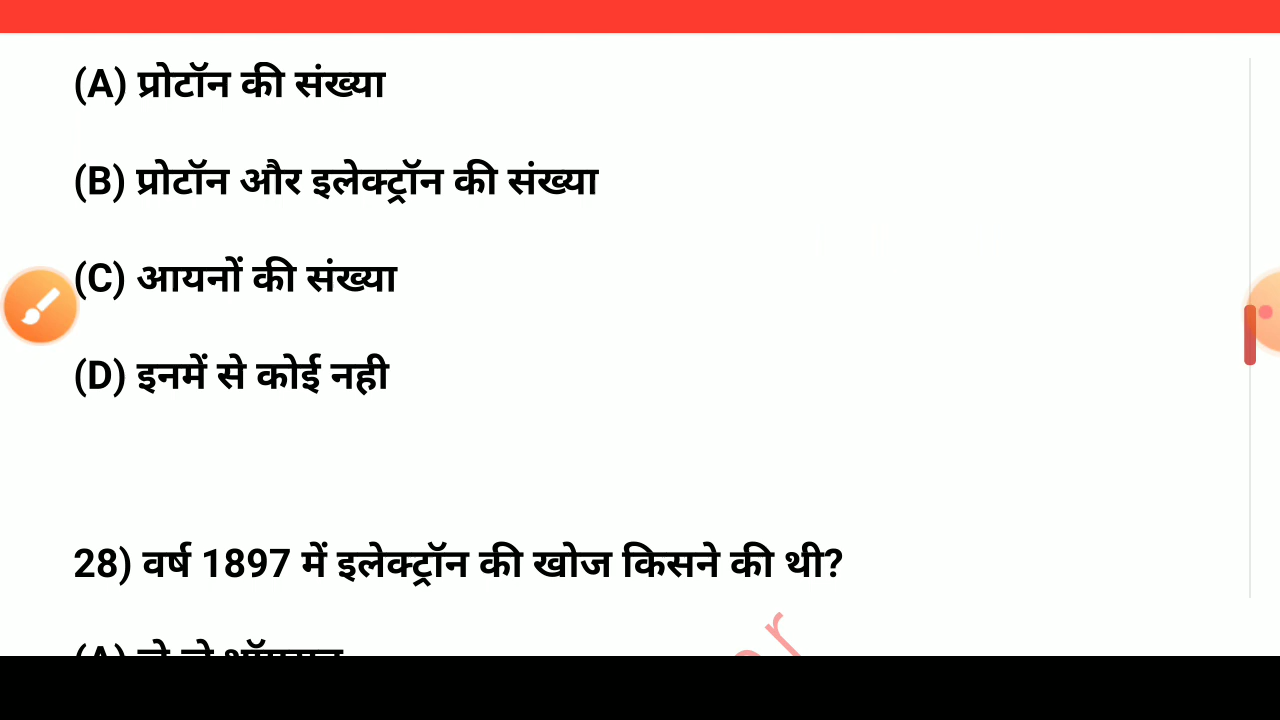 (A) प्रोटॉन की संख्या
(B) प्रोटॉन और इलेक्ट्रॉन की संख्या
(C) आयनों की संख्या
(D) इनमें से कोई नही
28) वर्ष 1897 में इलेक्ट्रॉन की खोज किसने की थी?